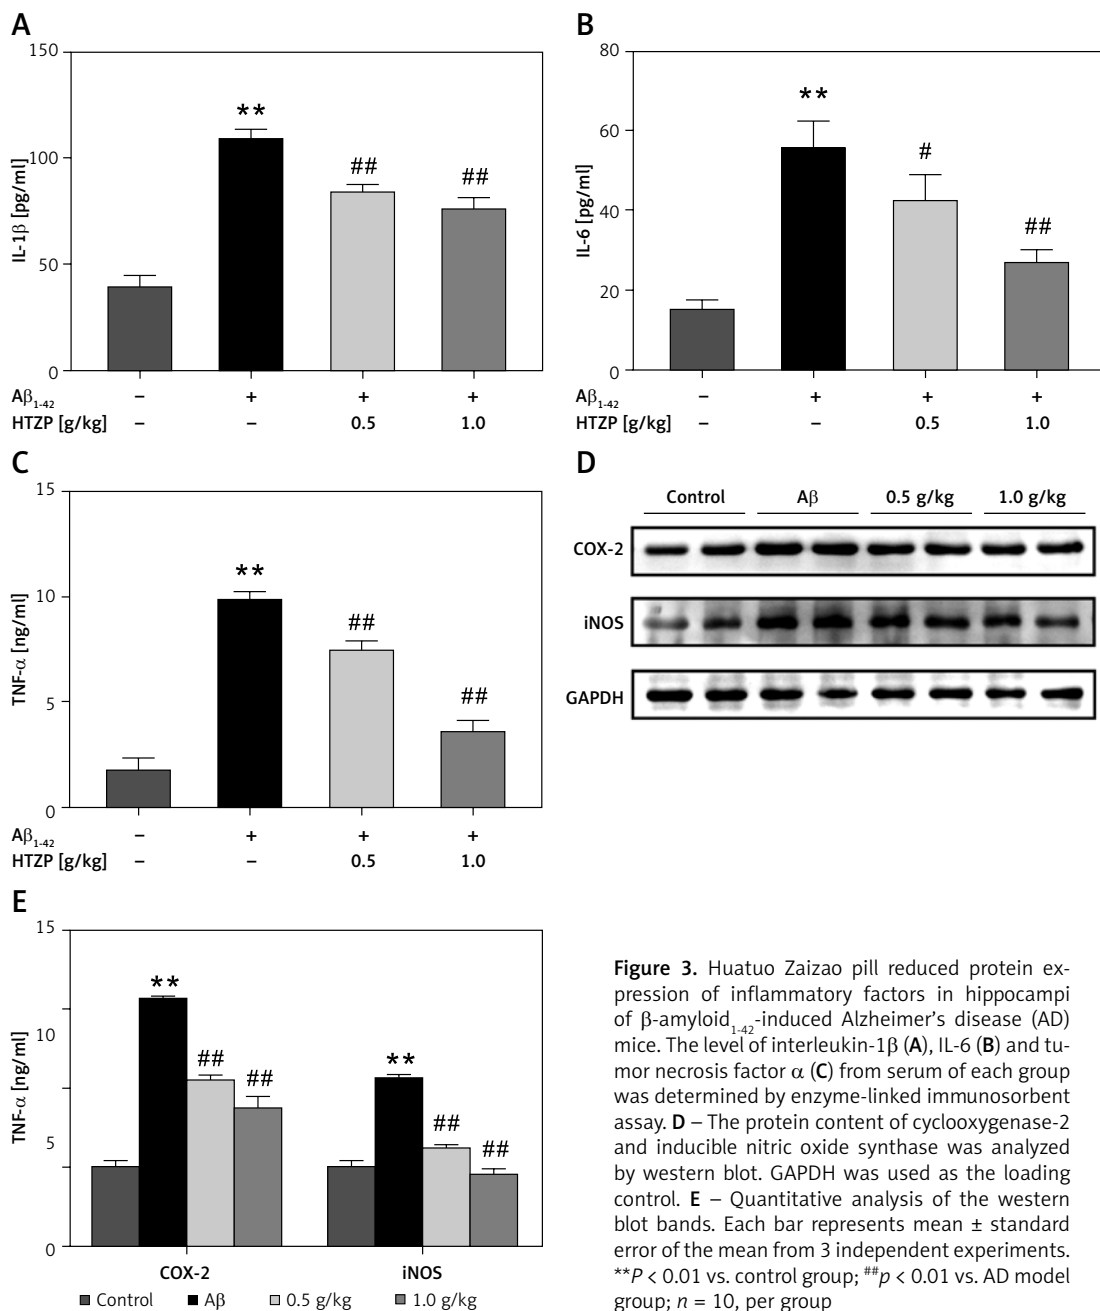 A
150
100
50
0
IL-1β [pg/ml]
**
##
##
Aβ1-42 – + + +
HTZP [g/kg] – – 0.5 1.0
B
80
60
40
20
0
IL-6 [pg/ml]
**
#
##
Aβ1-42 – + + +
HTZP [g/kg] – – 0.5 1.0
C
15
10
5
0
TNF-α [ng/ml]
**
##
##
Aβ1-42 – + + +
HTZP [g/kg] – – 0.5 1.0
D
Control Aβ 0.5 g/kg 1.0 g/kg
COX-2
iNOS
GAPDH
E
15
10
5
0
TNF-α [ng/ml]
**
##
##
**
##
##
COX-2 iNOS
Control Aβ 0.5 g/kg 1.0 g/kg
Figure 3. Huatuo Zaizao pill reduced protein ex-
pression of inflammatory factors in hippocampi
of β-amyloid1-42-induced Alzheimer's disease (AD)
mice. The level of interleukin-1β (A), IL-6 (B) and tu-
mor necrosis factor α (C) from serum of each group
was determined by enzyme-linked immunosorbent
assay. D – The protein content of cyclooxygenase-2
and inducible nitric oxide synthase was analyzed
by western blot. GAPDH was used as the loading
control. E – Quantitative analysis of the western
blot bands. Each bar represents mean ± standard
error of the mean from 3 independent experiments.
**P < 0.01 vs. control group; ##p < 0.01 vs. AD model
group; n = 10, per group